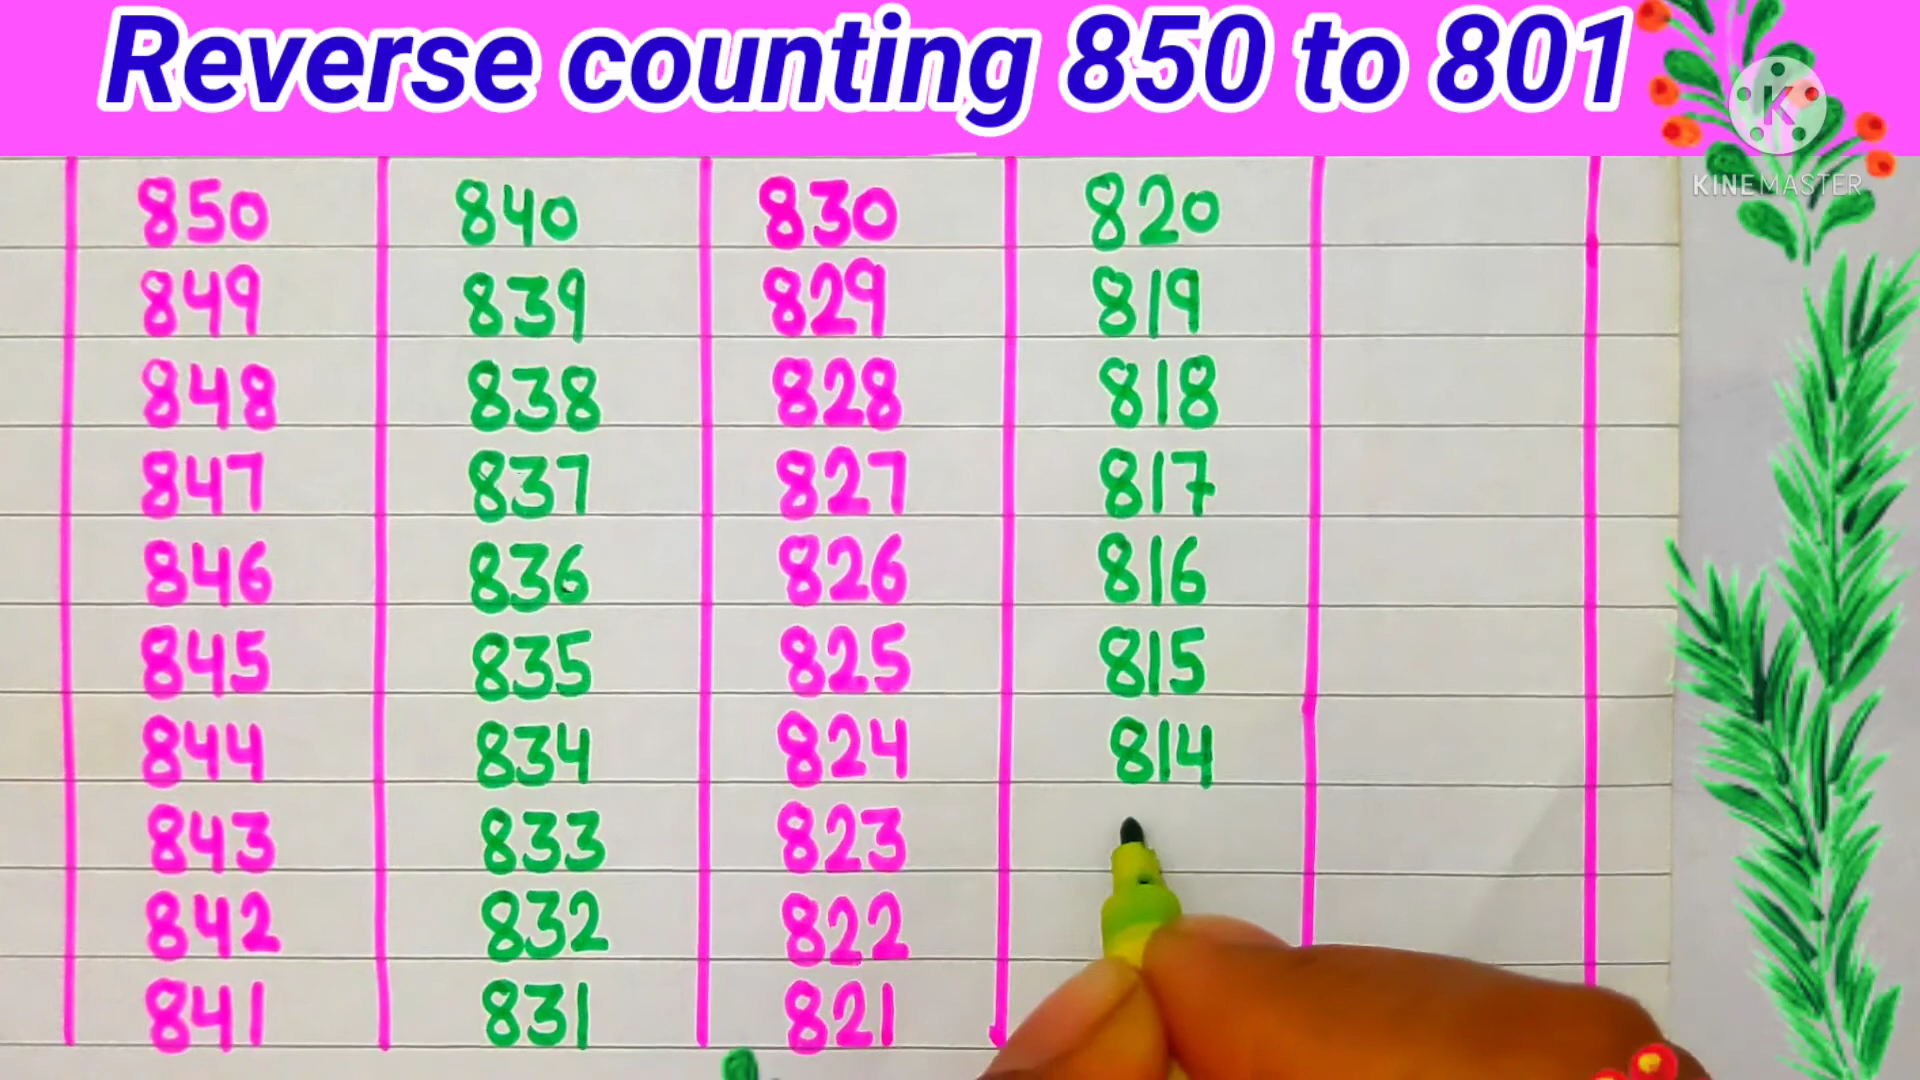 Reverse counting 850 to 801
KINEMASTER
850 840 830 820
849 839 829 819
848 838 828 818
847 837 827 817
846 836 826 816
845 835 825 815
844 834 824 814
843 833 823
842 832 822
841 831 821